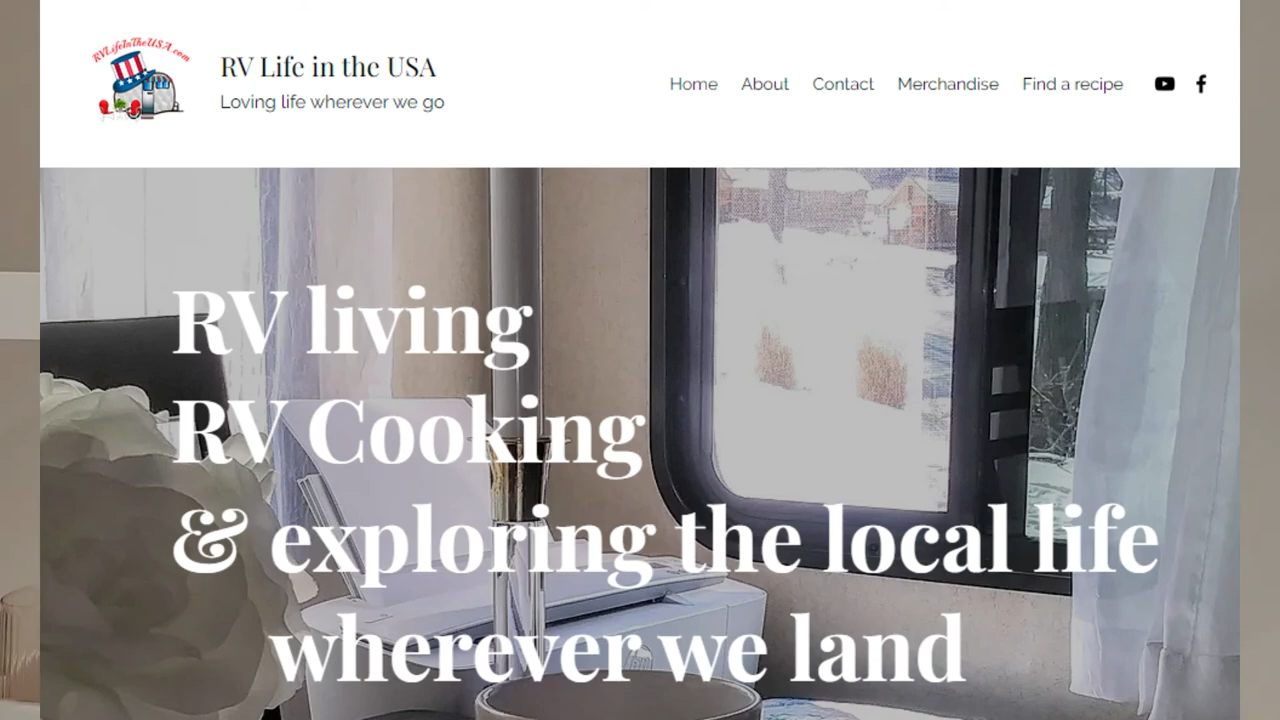 RVLifeInTheUSA.com
RV Life in the USA
Loving life wherever we go
Home About Contact Merchandise Find a recipe
RV living
RV Cooking
& exploring the local life
wherever we land